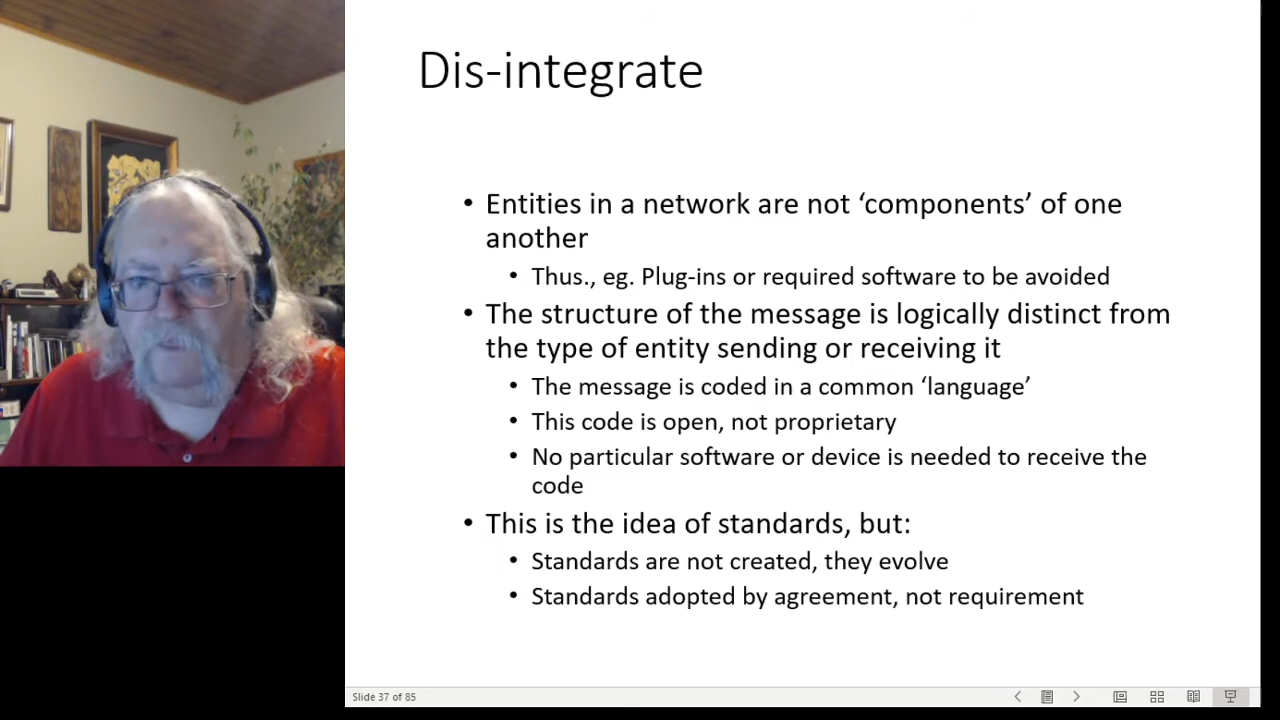 Dis-integrate
• Entities in a network are not ‘components’ of one
another
• Thus., eg. Plug-ins or required software to be avoided
• The structure of the message is logically distinct from
the type of entity sending or receiving it
• The message is coded in a common ‘language’
• This code is open, not proprietary
• No particular software or device is needed to receive the
code
• This is the idea of standards, but:
• Standards are not created, they evolve
• Standards adopted by agreement, not requirement
Slide 37 of 85